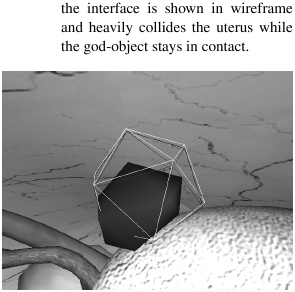 the interface is shown in wireframe
and heavily collides the uterus while
the god-object stays in contact.